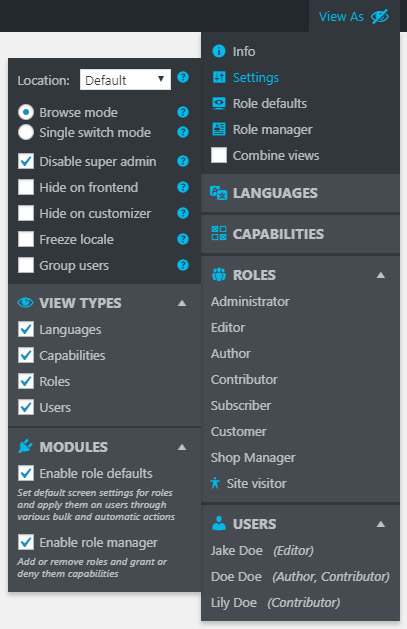 View As
Info
Settings
Role defaults
Role manager
Combine views
LANGUAGES
CAPABILITIES
ROLES
Administrator
Editor
Author
Contributor
Subscriber
Customer
Shop Manager
Site visitor
USERS
Jake Doe (Editor)
Doe Doe (Author, Contributor)
Lily Doe (Contributor)
Location: Default
Browse mode
Single switch mode
Disable super admin
Hide on frontend
Hide on customizer
Freeze locale
Group users
VIEW TYPES
Languages
Capabilities
Roles
Users
MODULES
Enable role defaults
Set default screen settings for roles
and apply them on users through
various bulk and automatic actions
Enable role manager
Add or remove roles and grant or
deny them capabilities